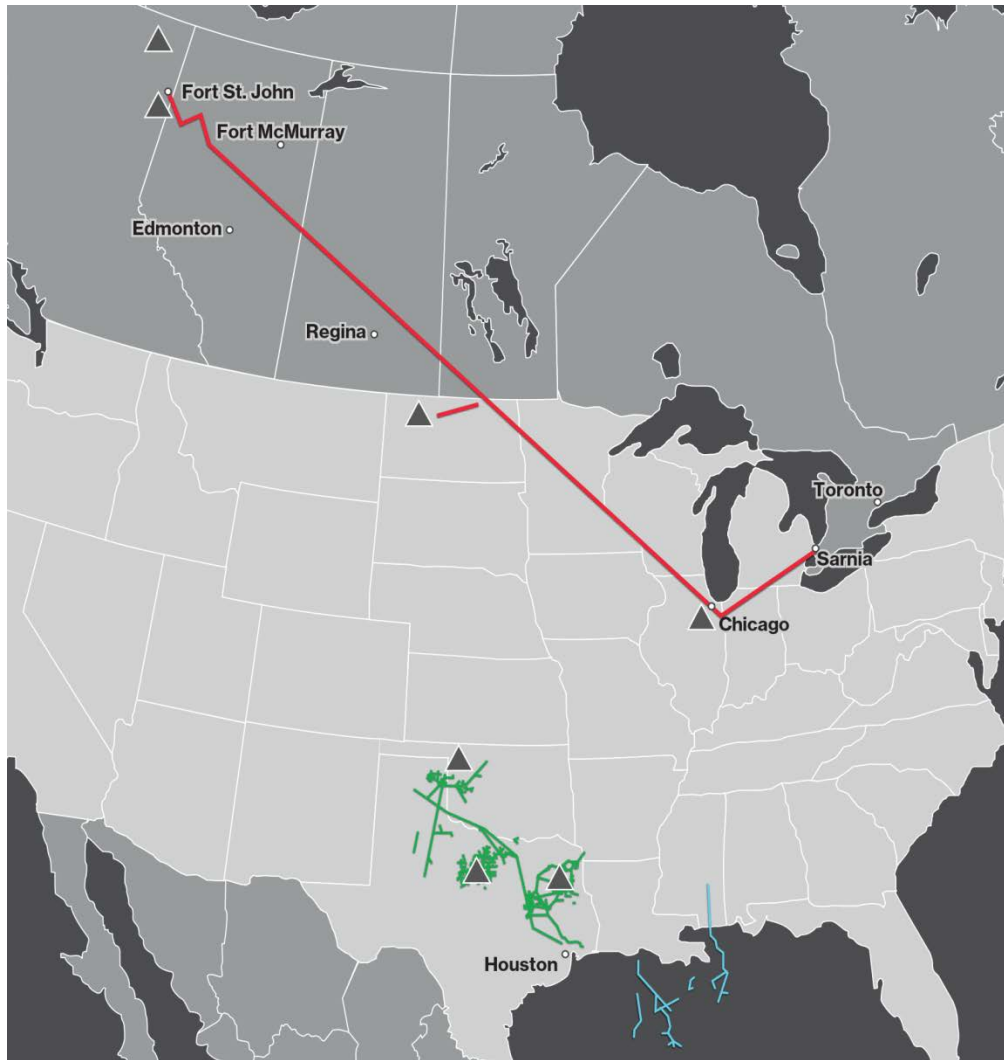 Fort St. John
Fort McMurray
Edmonton
Regina
Toronto
Sarnia
Chicago
Houston